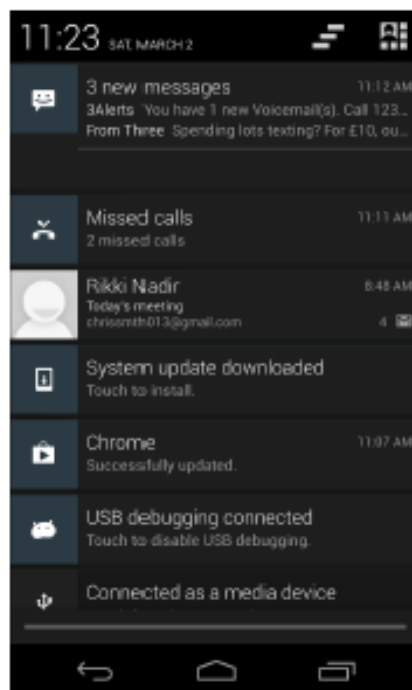 11:23 SAT, MARCH 2
3 new messages 11:12 AM
3Alerts You have 1 new Voicemail(s). Call 123...
From Three Spending lots texting? For £10, ou...
Missed calls 11:11 AM
2 missed calls
Rikki Nadir 8:48 AM
Today's meeting
chrissmith013@gmail.com 4
System update downloaded
Touch to install.
Chrome 11:07 AM
Successfully updated.
USB debugging connected
Touch to disable USB debugging.
Connected as a media device